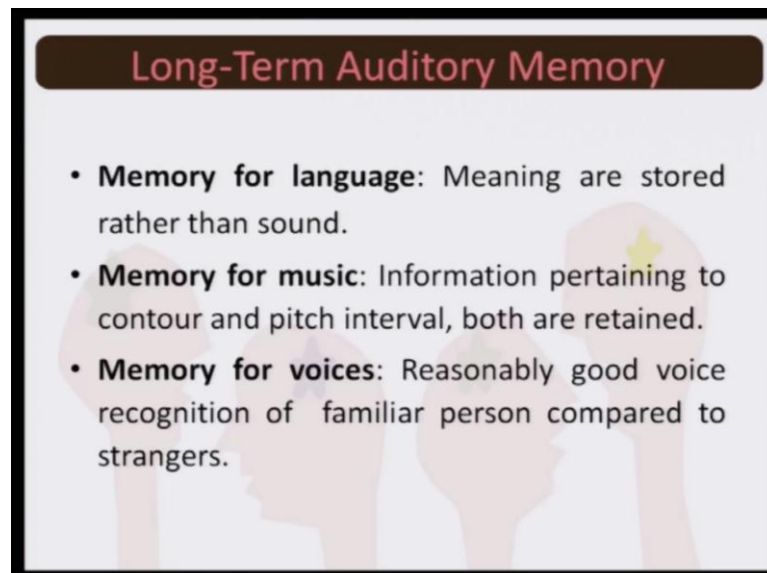 Long-Term Auditory Memory
• Memory for language: Meaning are stored
rather than sound.
• Memory for music: Information pertaining to
contour and pitch interval, both are retained.
• Memory for voices: Reasonably good voice
recognition of familiar person compared to
strangers.